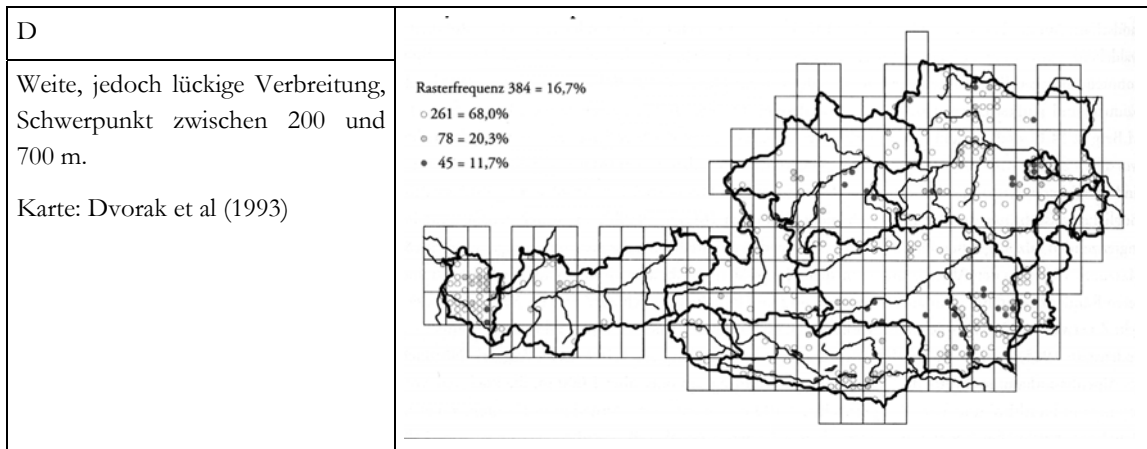 D
Weite, jedoch lückige Verbreitung,
Schwerpunkt zwischen 200 und
700 m.
Karte: Dvorak et al (1993)
Rasterfrequenz 384 = 16,7%
261 = 68,0%
78 = 20,3%
45 = 11,7%